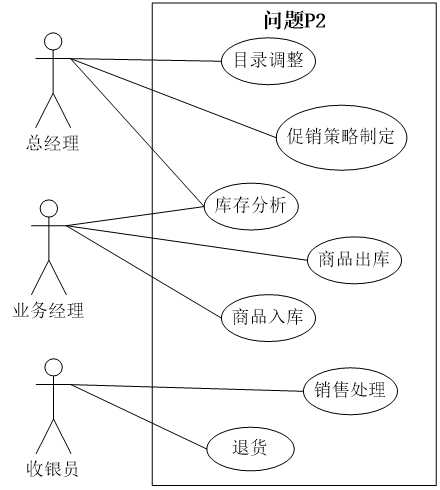 问题P2
目录调整
促销策略制定
总经理
库存分析
商品出库
业务经理
商品入库
销售处理
退货
收银员